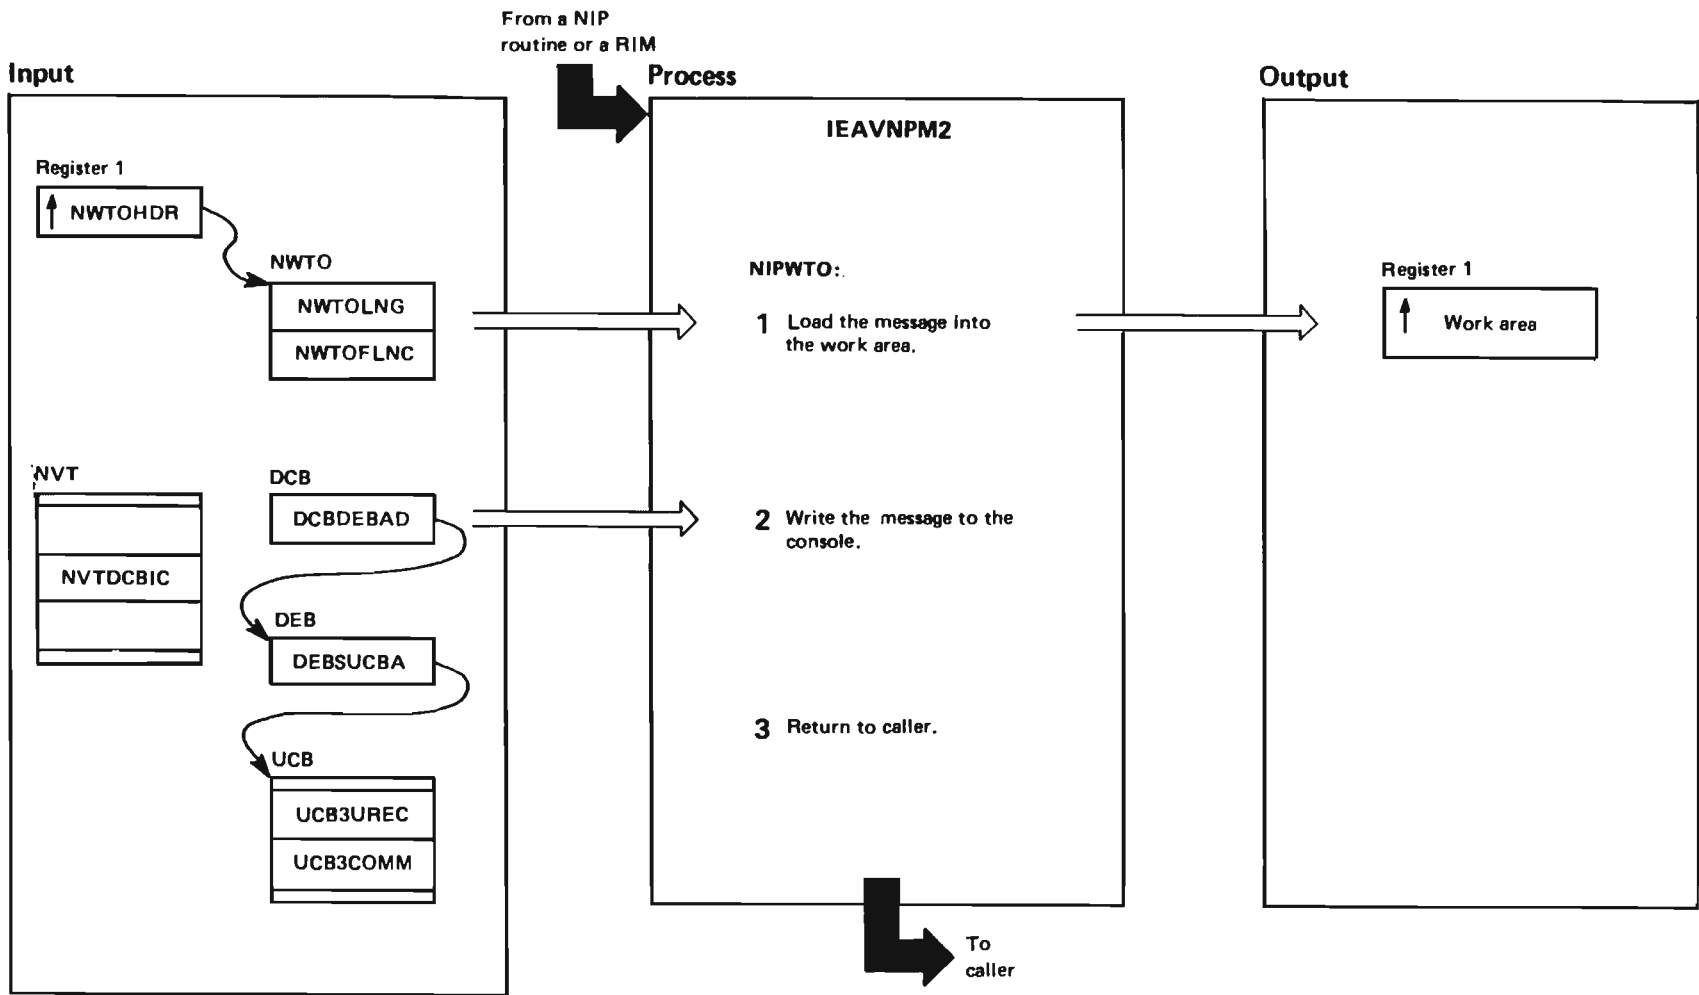 From a NIP
routine or a RIM
Input
Process
Output
IEAVNPM2
Register 1
NWTOHDR
NWTO
NWTOLNG
NWTOFLNC
NIPWTO:
1 Load the message into
the work area.
Register 1
Work area
NVT
NVTDCBIC
DCB
DCBDEBAD
2 Write the message to the
console.
DEB
DEBSUCBA
3 Return to caller.
UCB
UCB3UREC
UCB3COMM
To
caller